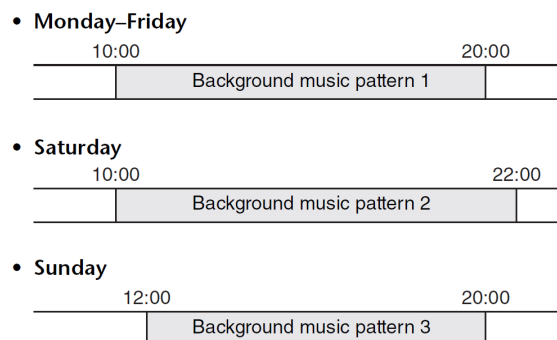 • Monday–Friday
10:00 20:00
Background music pattern 1
• Saturday
10:00 22:00
Background music pattern 2
• Sunday
12:00 20:00
Background music pattern 3